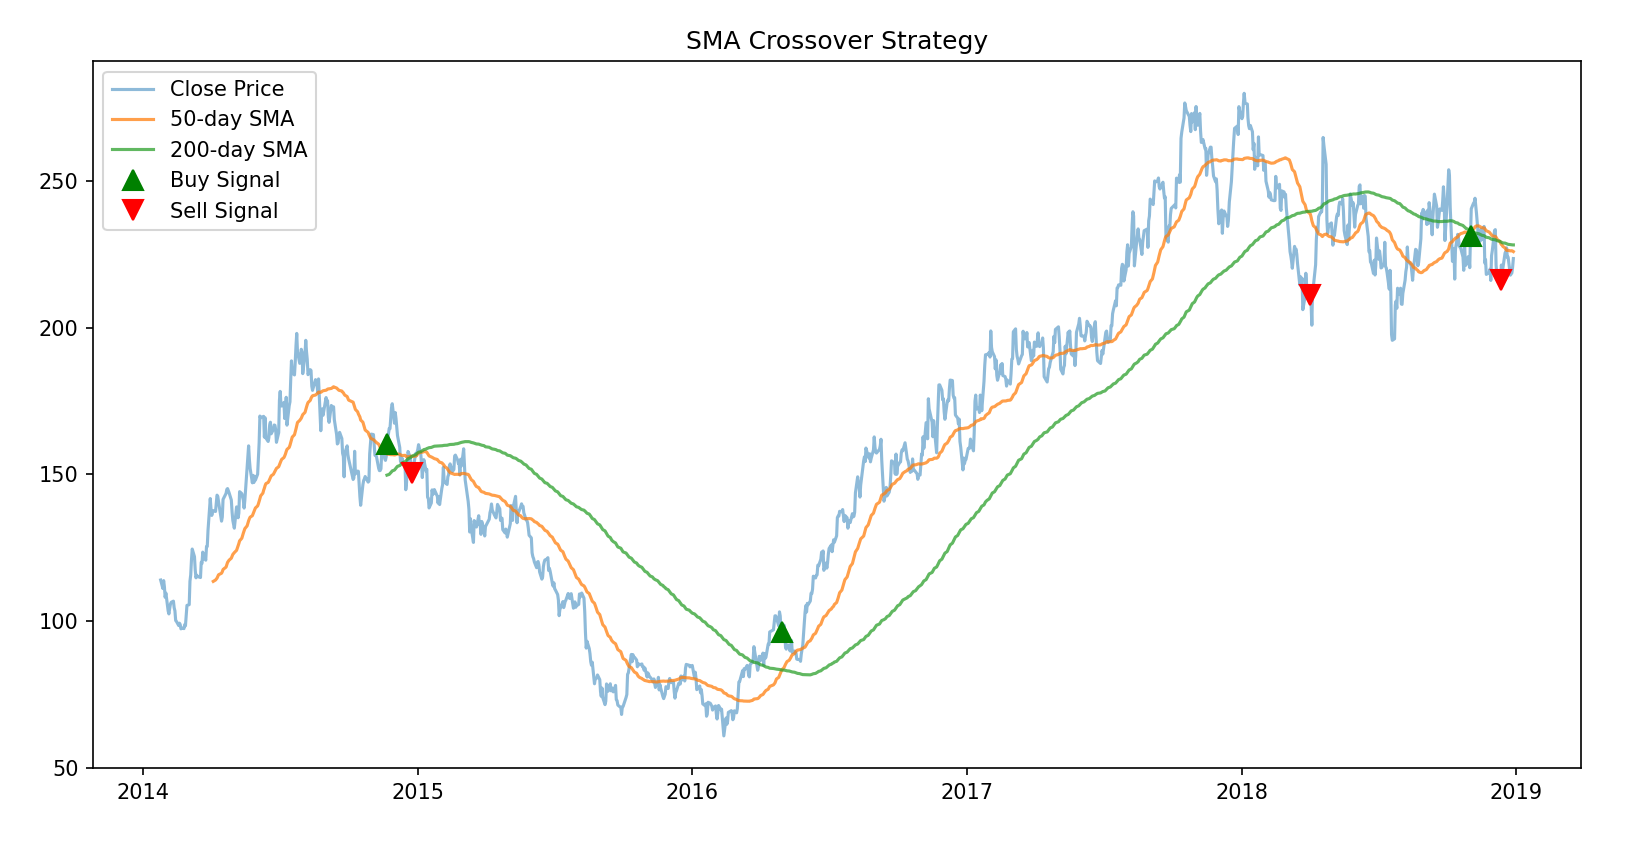 SMA Crossover Strategy
Close Price
50-day SMA
200-day SMA
Buy Signal
Sell Signal
250
200
150
100
50
2014 2015 2016 2017 2018 2019